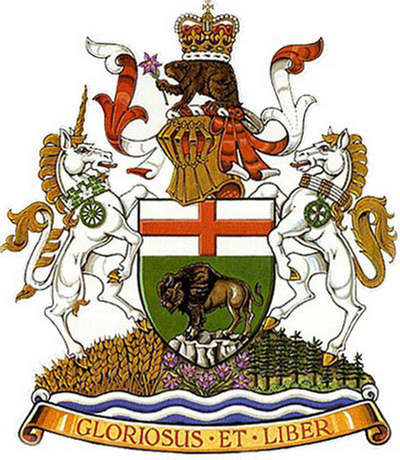 GLORIOSUS · ET · LIBER